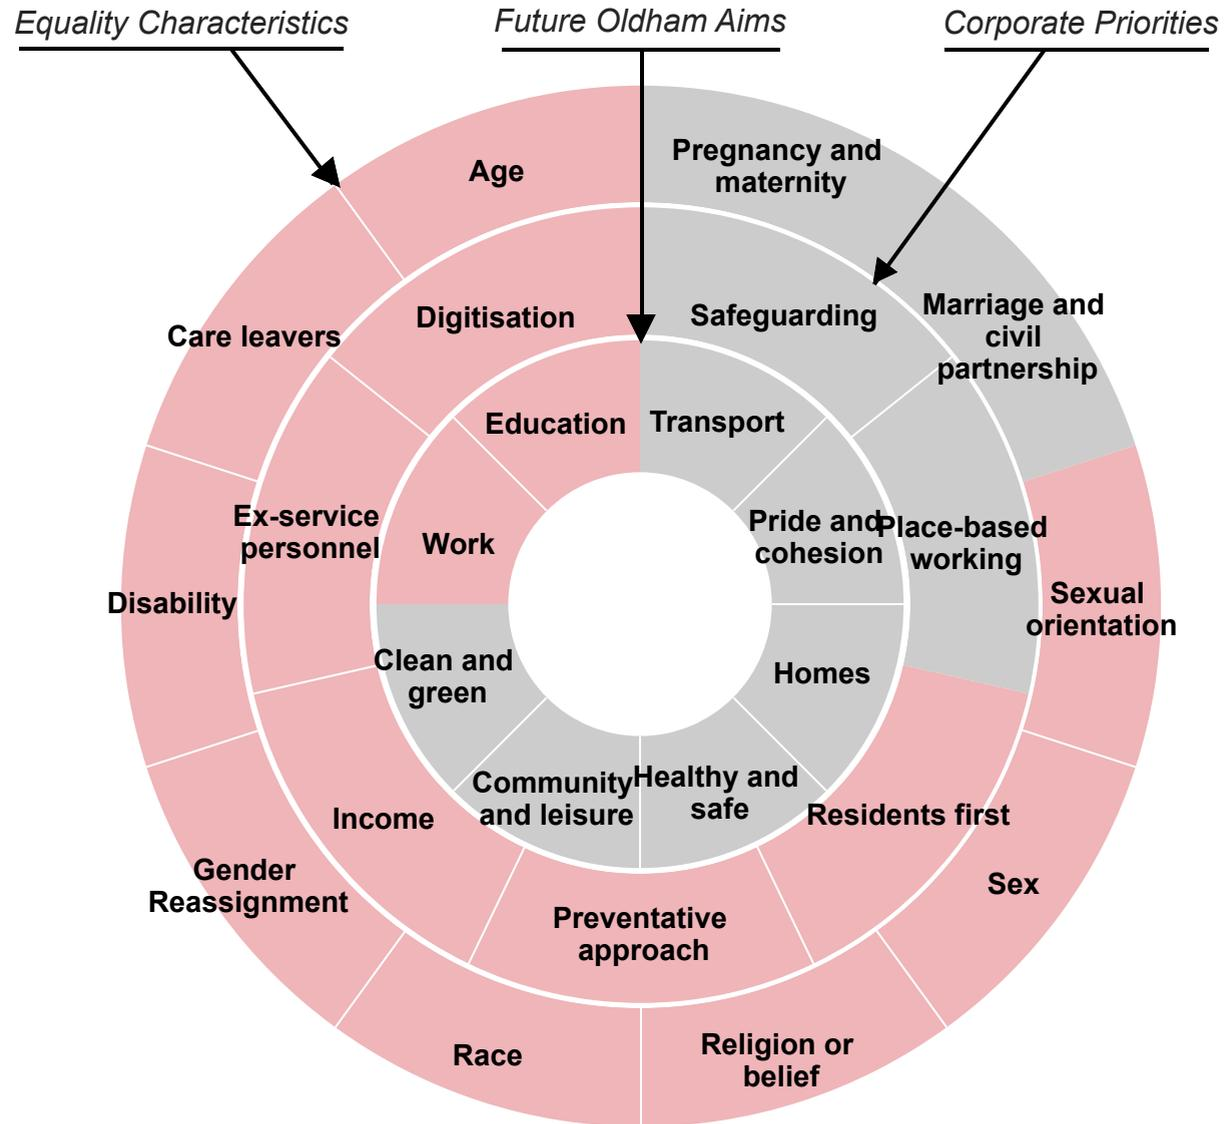 Equality Characteristics
Future Oldham Aims
Corporate Priorities
Age
Pregnancy and
maternity
Care leavers
Digitisation
Safeguarding
Marriage and
civil
partnership
Education
Transport
Ex-service
personnel
Work
Pride and
cohesion
Place-based
working
Disability
Sexual
orientation
Clean and
green
Homes
Income
Community
and leisure
Healthy and
safe
Residents first
Gender
Reassignment
Sex
Preventative
approach
Race
Religion or
belief